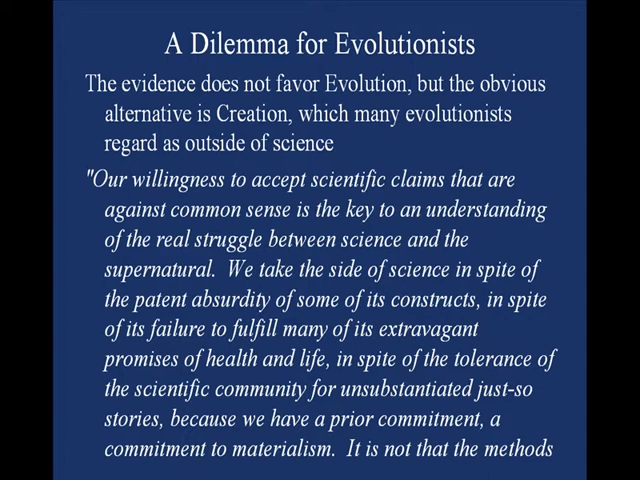 A Dilemma for Evolutionists
The evidence does not favor Evolution, but the obvious
alternative is Creation, which many evolutionists
regard as outside of science
"Our willingness to accept scientific claims that are
against common sense is the key to an understanding
of the real struggle between science and the
supernatural. We take the side of science in spite of
the patent absurdity of some of its constructs, in spite
of its failure to fulfill many of its extravagant
promises of health and life, in spite of the tolerance of
the scientific community for unsubstantiated just-so
stories, because we have a prior commitment, a
commitment to materialism. It is not that the methods